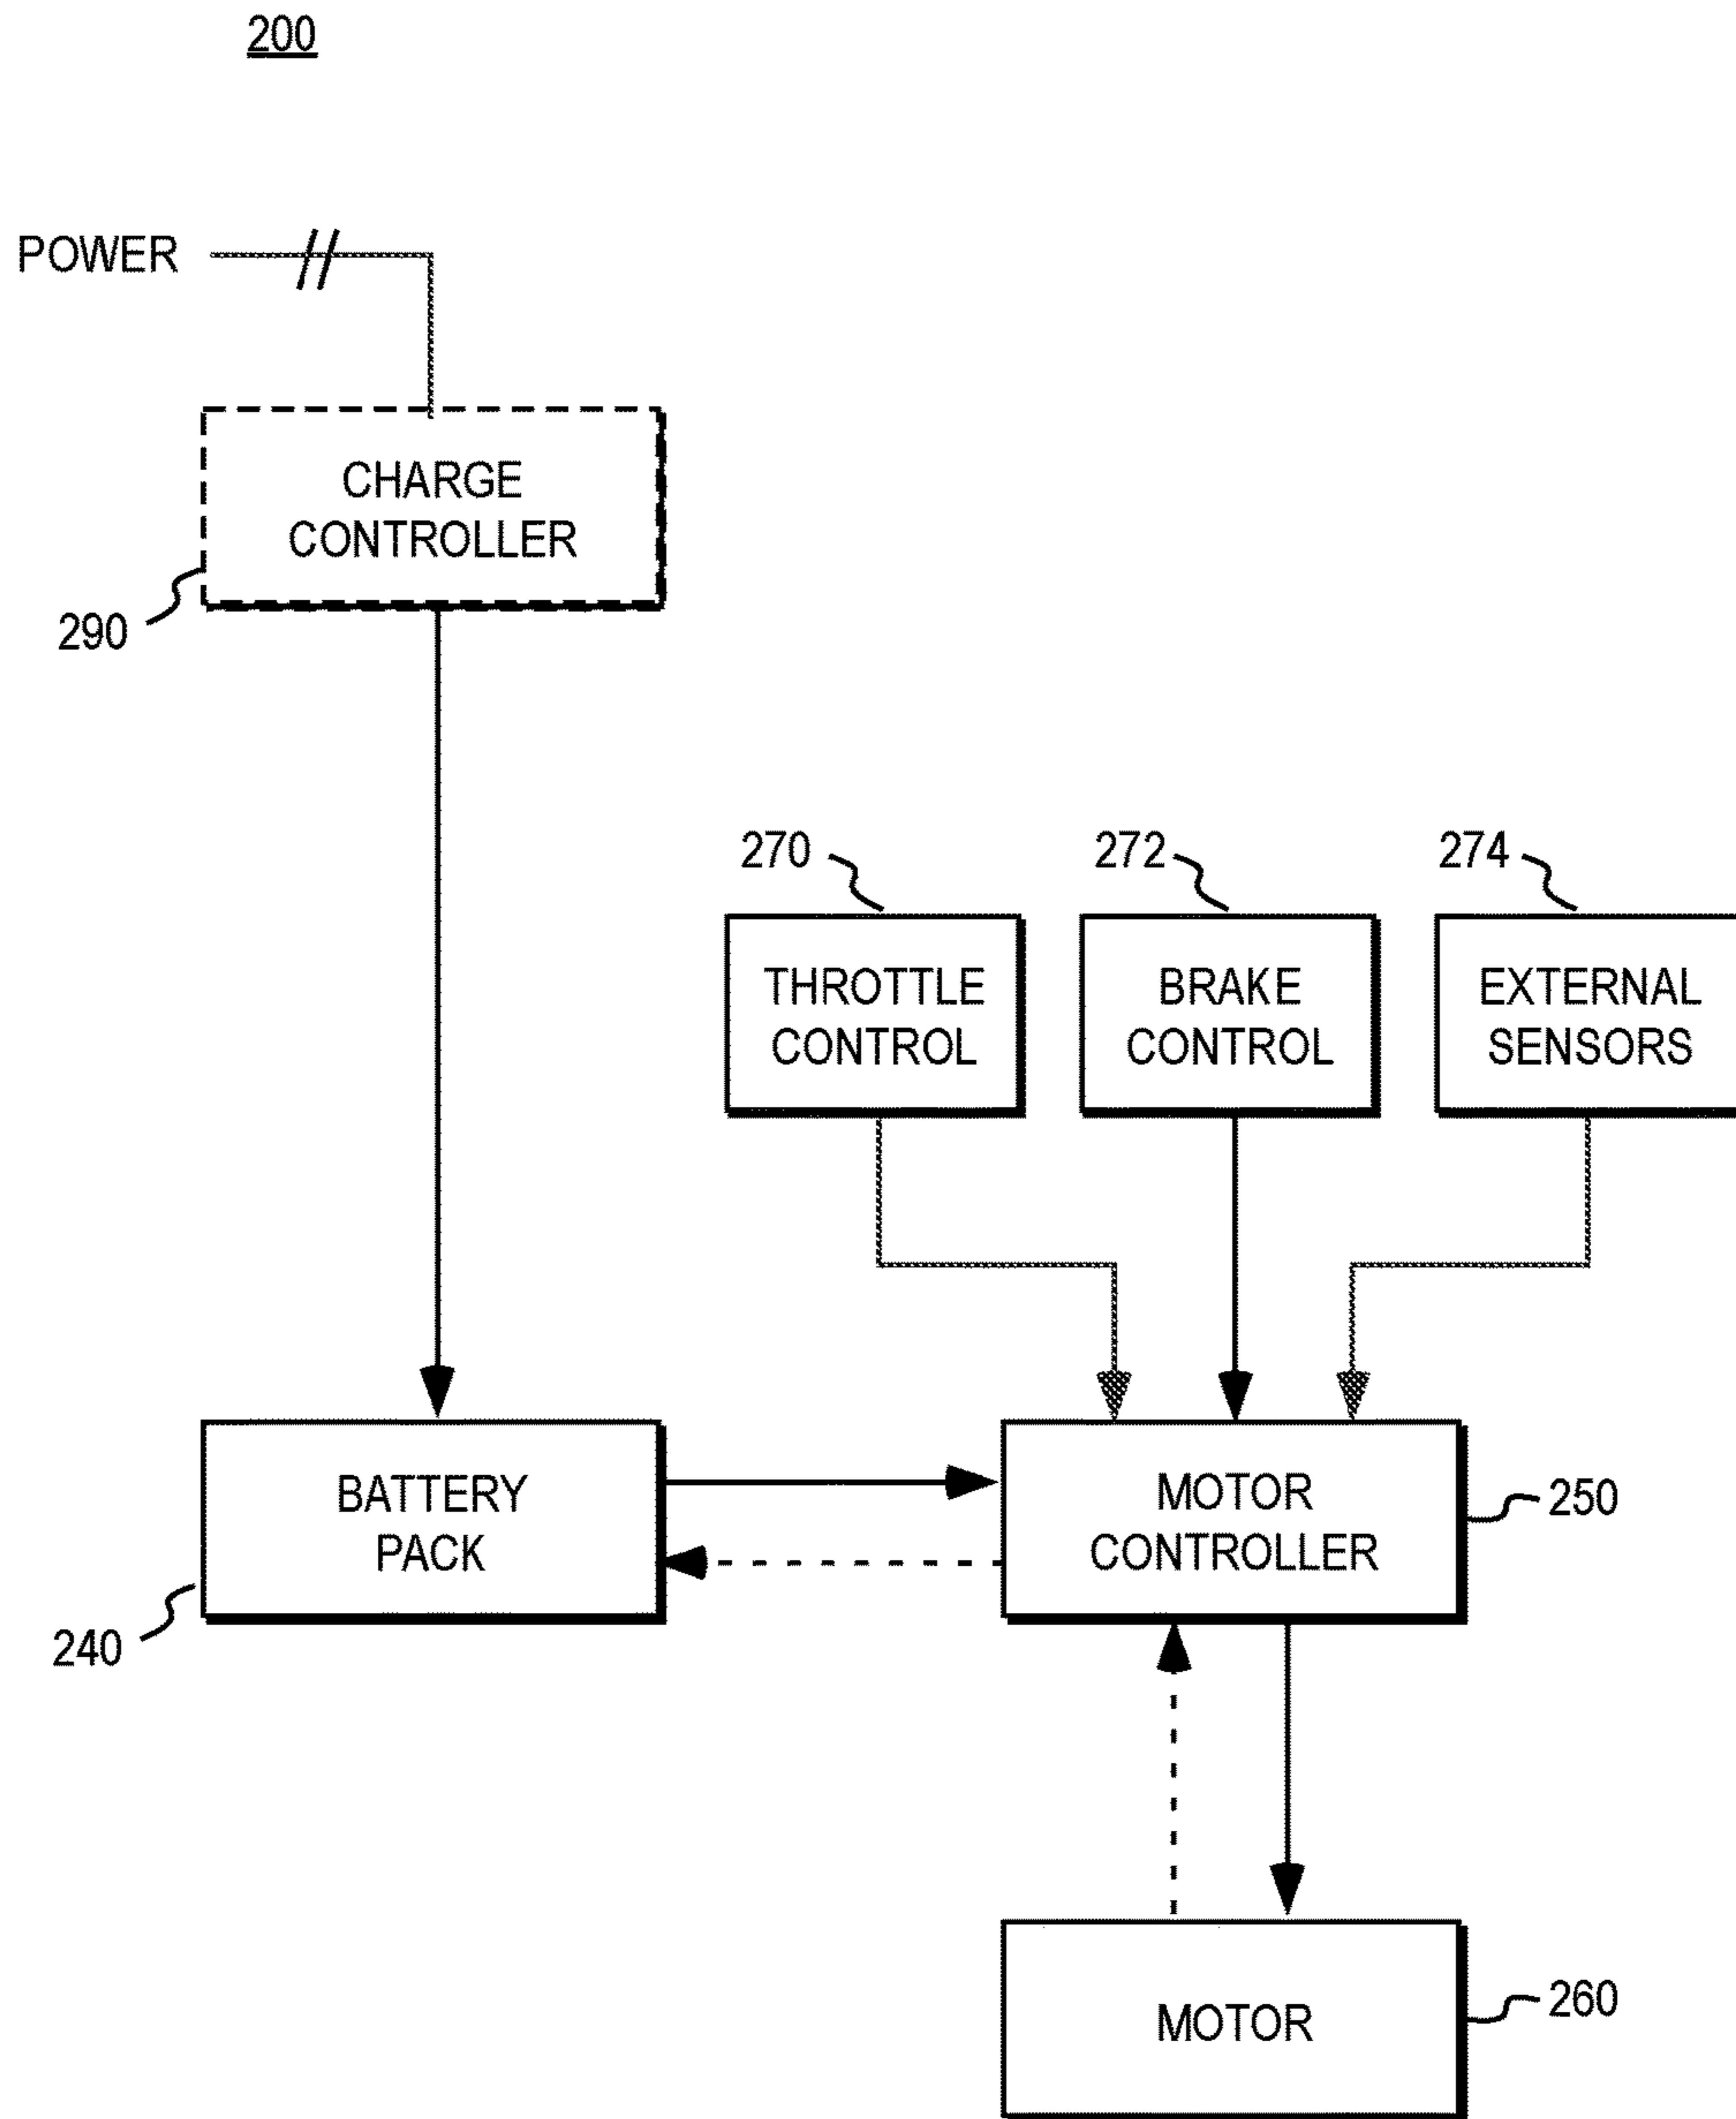 200
POWER
CHARGE
CONTROLLER
290
270
272
274
THROTTLE
CONTROL
BRAKE
CONTROL
EXTERNAL
SENSORS
BATTERY
PACK
240
MOTOR
CONTROLLER
250
MOTOR
260